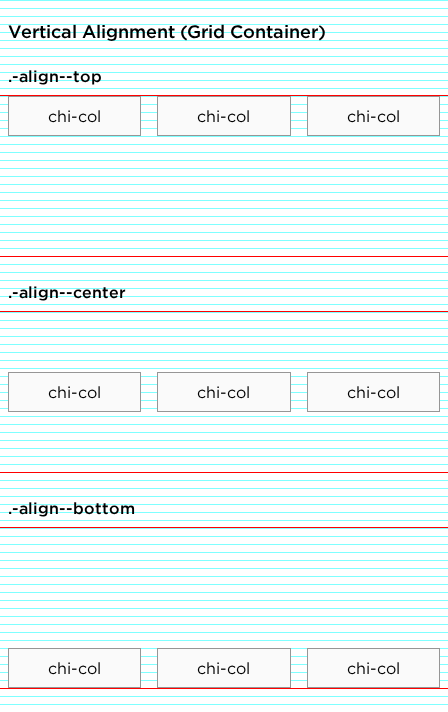 Vertical Alignment (Grid Container)
.-align--top
chi-col chi-col chi-col
.-align--center
chi-col chi-col chi-col
.-align--bottom
chi-col chi-col chi-col